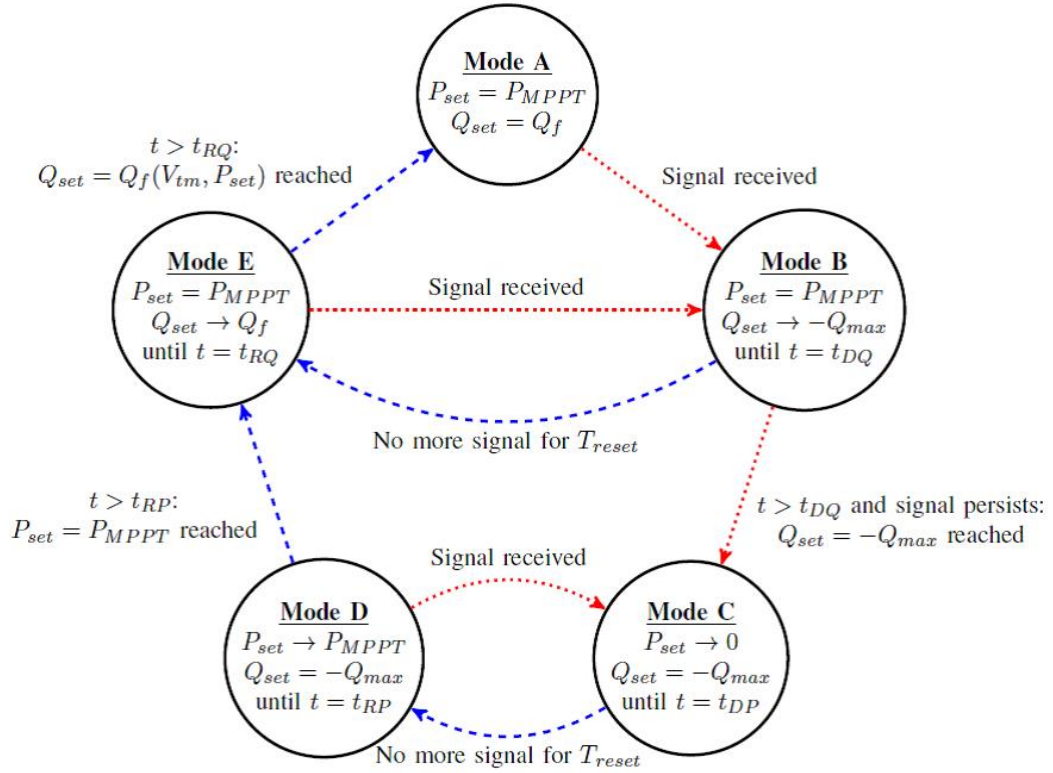 Mode A
P_set = P_MPPT
Q_set = Q_f
t > t_RQ:
Q_set = Q_f(V_tm, P_set) reached
Signal received
Mode E
P_set = P_MPPT
Q_set → Q_f
until t = t_RQ
Signal received
Mode B
P_set = P_MPPT
Q_set → −Q_max
until t = t_DQ
No more signal for T_reset
t > t_RP:
P_set = P_MPPT reached
t > t_DQ and signal persists:
Q_set = −Q_max reached
Signal received
Mode D
P_set → P_MPPT
Q_set = −Q_max
until t = t_RP
Mode C
P_set → 0
Q_set = −Q_max
until t = t_DP
No more signal for T_reset